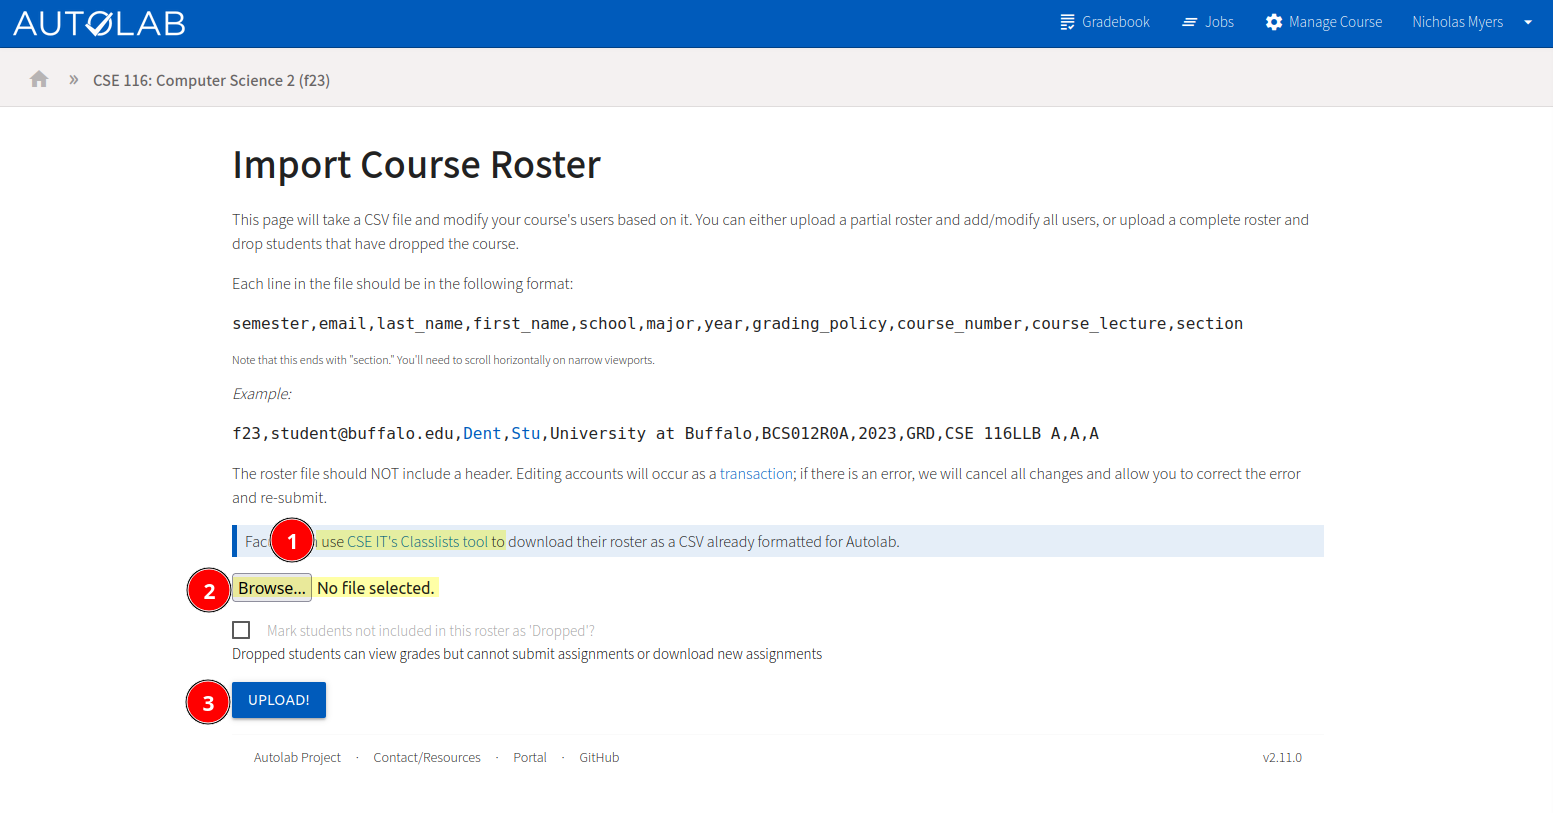 AUTOLAB
Gradebook Jobs Manage Course Nicholas Myers
» CSE 116: Computer Science 2 (f23)
Import Course Roster
This page will take a CSV file and modify your course's users based on it. You can either upload a partial roster and add/modify all users, or upload a complete roster and
drop students that have dropped the course.
Each line in the file should be in the following format:
semester,email,last_name,first_name,school,major,year,grading_policy,course_number,course_lecture,section
Note that this ends with "section." You'll need to scroll horizontally on narrow viewports.
Example:
f23,student@buffalo.edu,Dent,Stu,University at Buffalo,BCS012R0A,2023,GRD,CSE 116LLB A,A,A
The roster file should NOT include a header. Editing accounts will occur as a transaction; if there is an error, we will cancel all changes and allow you to correct the error
and re-submit.
1 use CSE IT's Classlists tool to download their roster as a CSV already formatted for Autolab.
2 Browse... No file selected.
Mark students not included in this roster as 'Dropped'?
Dropped students can view grades but cannot submit assignments or download new assignments
3 UPLOAD!
Autolab Project · Contact/Resources · Portal · GitHub v2.11.0